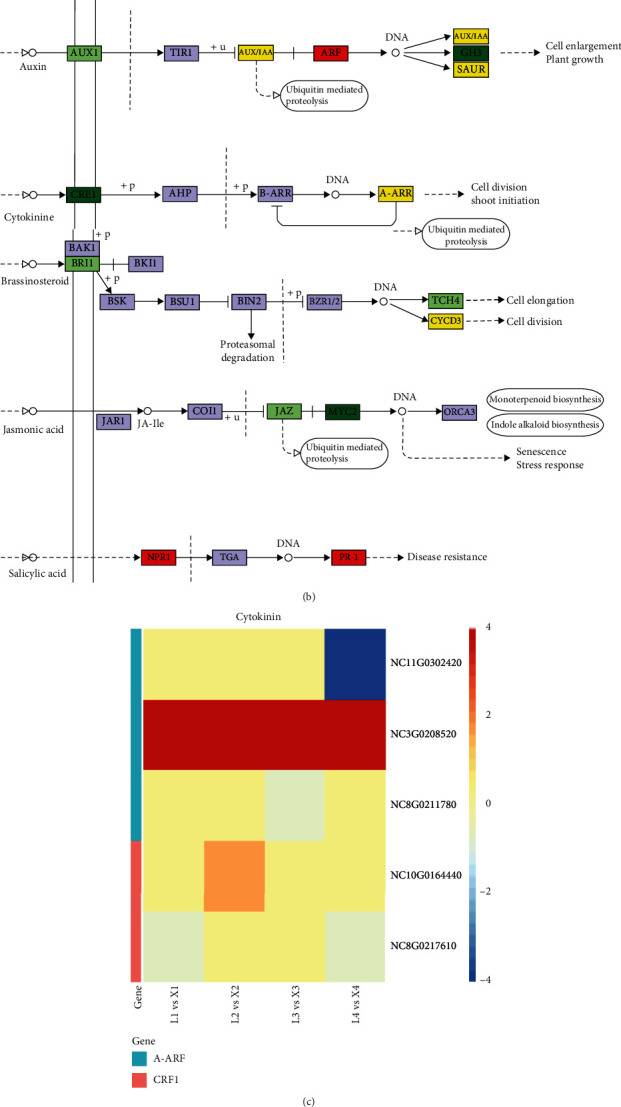 Auxin
AUX1
TIR1
+ u
AUX/IAA
ARF
DNA
AUX/IAA
GH3
SAUR
Cell enlargement
Plant growth
Ubiquitin mediated
proteolysis
Cytokinine
CRE1
+ p
AHP
+ p
B-ARR
DNA
A-ARR
Cell division
shoot initiation
Ubiquitin mediated
proteolysis
+ p
BAK1
Brassinosteroid
BRI1
BKI1
+ p
BSK
BSU1
BIN2
+ p
BZR1/2
DNA
TCH4
Cell elongation
CYCD3
Cell division
Proteasomal
degradation
Jasmonic acid
JAR1
JA-Ile
COI1
+ u
JAZ
MYC2
DNA
ORCA3
Monoterpenoid biosynthesis
Indole alkaloid biosynthesis
Ubiquitin mediated
proteolysis
Senescence
Stress response
Salicylic acid
NPR1
TGA
DNA
PR-1
Disease resistance
(b)
Cytokinin
NC11G0302420
NC3G0208520
NC8G0211780
NC10G0164440
NC8G0217610
4
2
0
−2
−4
Gene
L1 vs X1
L2 vs X2
L3 vs X3
L4 vs X4
Gene
A-ARF
CRF1
(c)